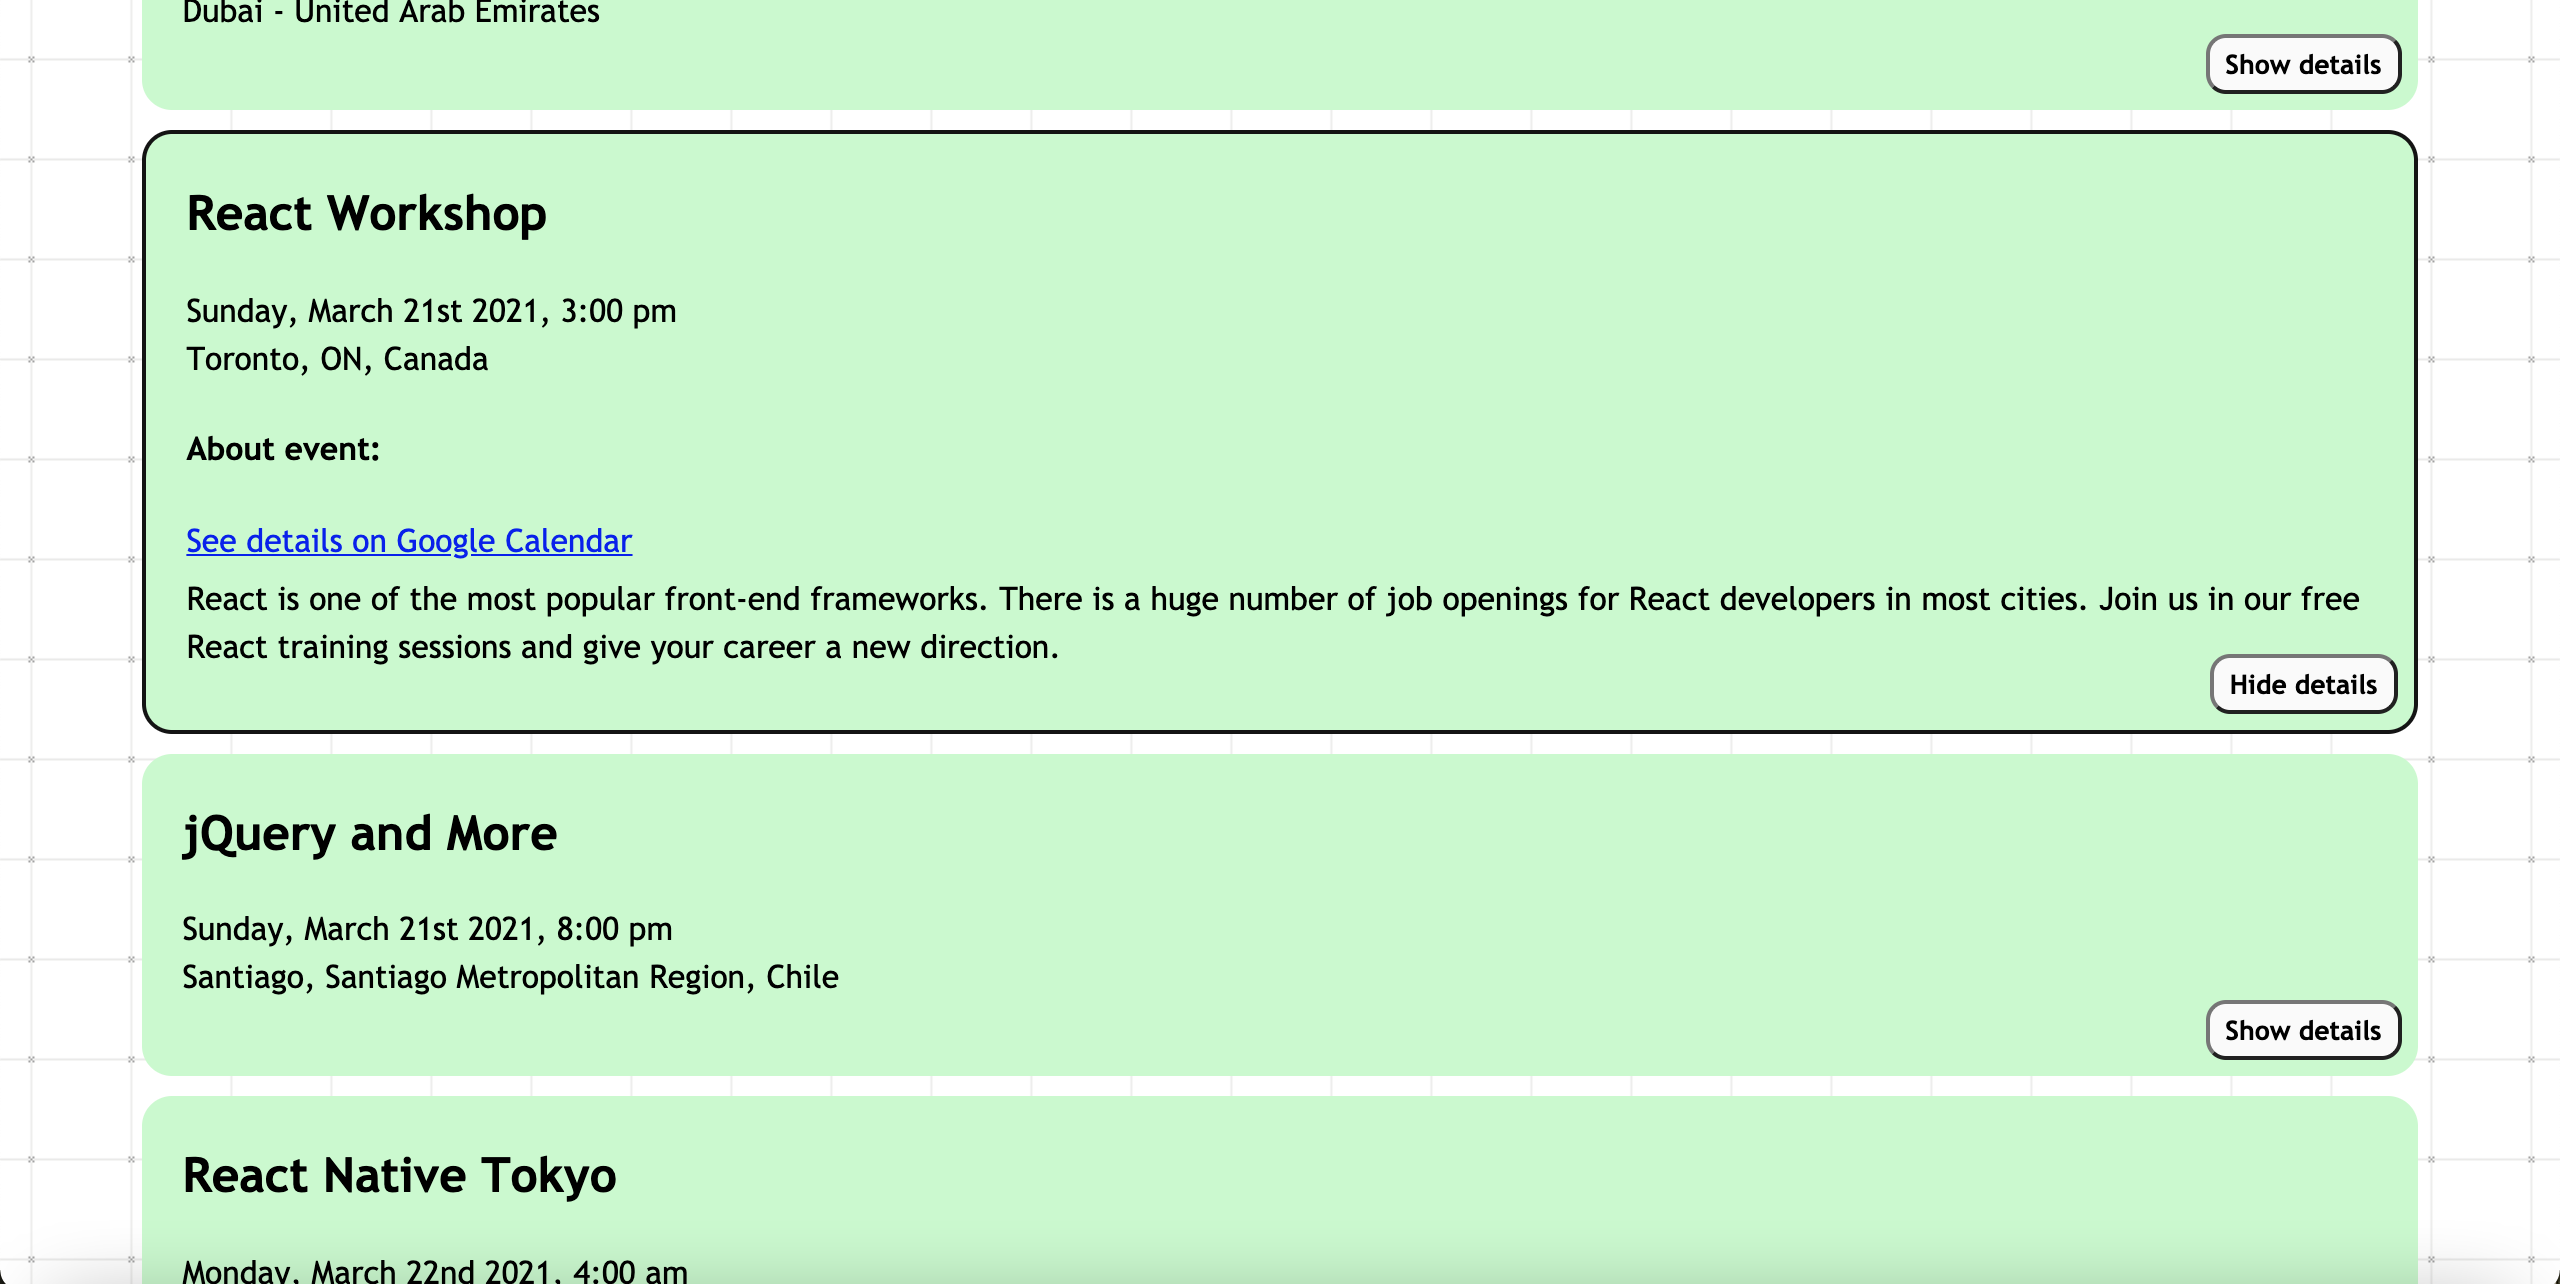 Dubai - United Arab Emirates
Show details
React Workshop
Sunday, March 21st 2021, 3:00 pm
Toronto, ON, Canada
About event:
See details on Google Calendar
React is one of the most popular front-end frameworks. There is a huge number of job openings for React developers in most cities. Join us in our free
React training sessions and give your career a new direction.
Hide details
jQuery and More
Sunday, March 21st 2021, 8:00 pm
Santiago, Santiago Metropolitan Region, Chile
Show details
React Native Tokyo
Monday, March 22nd 2021, 4:00 am